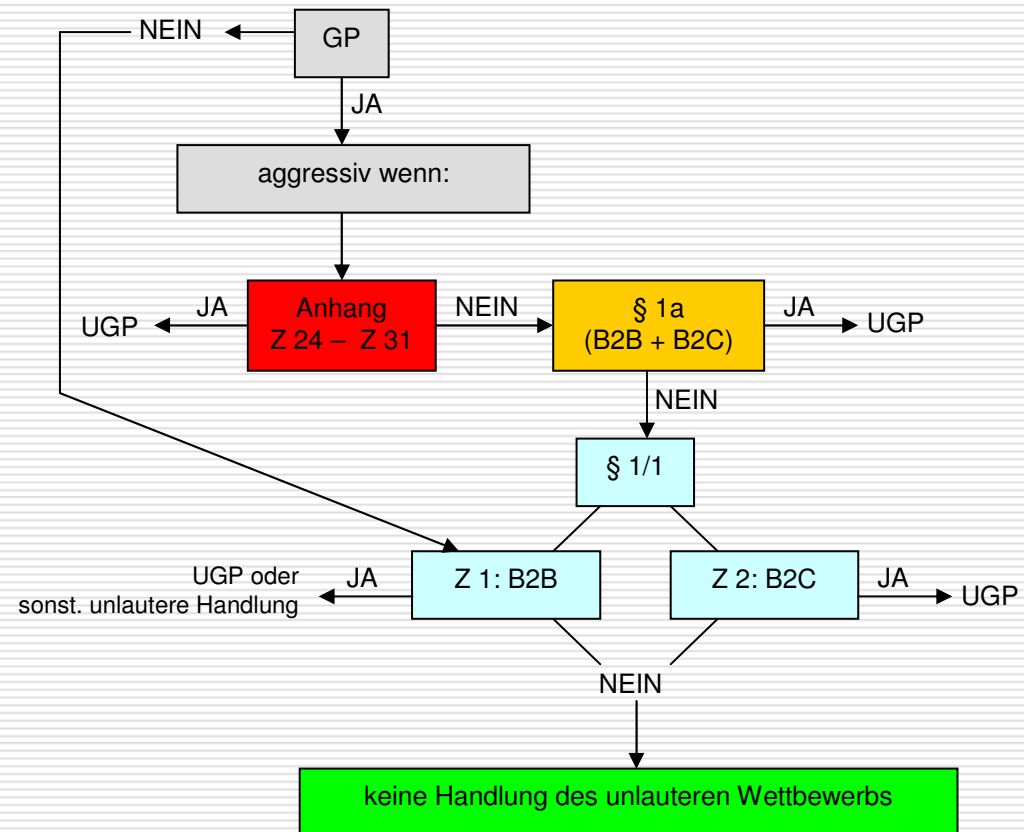 NEIN
GP
JA
aggressiv wenn:
JA
Anhang
Z 24 – Z 31
NEIN
§ 1a
(B2B + B2C)
JA
UGP
UGP
NEIN
§ 1/1
UGP oder
sonst. unlautere Handlung
JA
Z 1: B2B
Z 2: B2C
JA
UGP
NEIN
keine Handlung des unlauteren Wettbewerbs